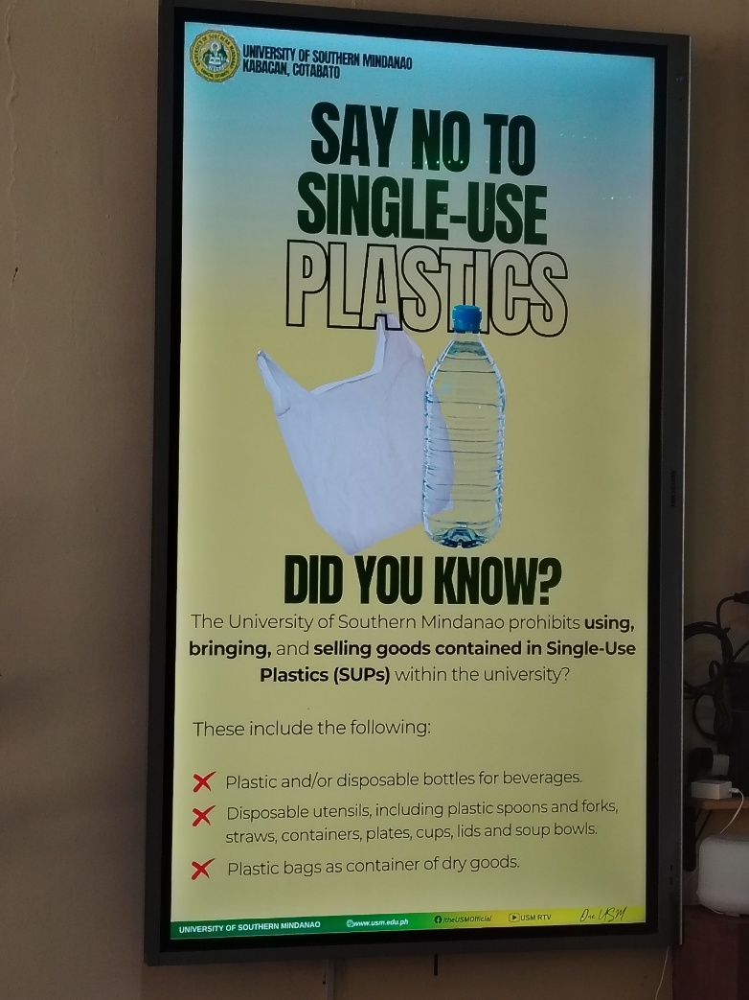 UNIVERSITY OF SOUTHERN MINDANAO
KABACAN, COTABATO
SAY NO TO
SINGLE-USE
PLASTICS
DID YOU KNOW?
The University of Southern Mindanao prohibits using,
bringing, and selling goods contained in Single-Use
Plastics (SUPs) within the university?
These include the following:
Plastic and/or disposable bottles for beverages.
Disposable utensils, including plastic spoons and forks,
straws, containers, plates, cups, lids and soup bowls.
Plastic bags as container of dry goods.
UNIVERSITY OF SOUTHERN MINDANAO www.usm.edu.ph /theUSMOfficial USM RTV One USM